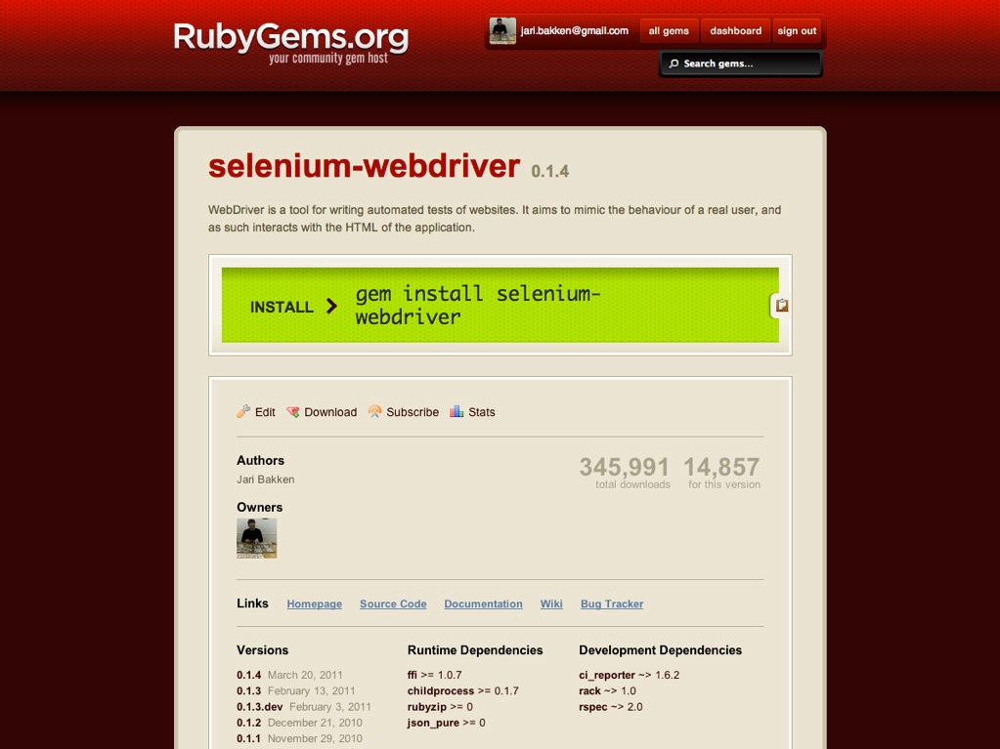 RubyGems.org
your community gem host
jari.bakken@gmail.com all gems dashboard sign out
Search gems...
selenium-webdriver 0.1.4
WebDriver is a tool for writing automated tests of websites. It aims to mimic the behaviour of a real user, and
as such interacts with the HTML of the application.
INSTALL
gem install selenium-
webdriver
Edit Download Subscribe Stats
Authors
Jari Bakken
345,991 14,857
total downloads for this version
Owners
Links Homepage Source Code Documentation Wiki Bug Tracker
Versions Runtime Dependencies Development Dependencies
0.1.4 March 20, 2011 ffi >= 1.0.7 ci_reporter ~> 1.6.2
0.1.3 February 13, 2011 childprocess >= 0.1.7 rack ~> 1.0
0.1.3.dev February 3, 2011 rubyzip >= 0 rspec ~> 2.0
0.1.2 December 21, 2010 json_pure >= 0
0.1.1 November 29, 2010